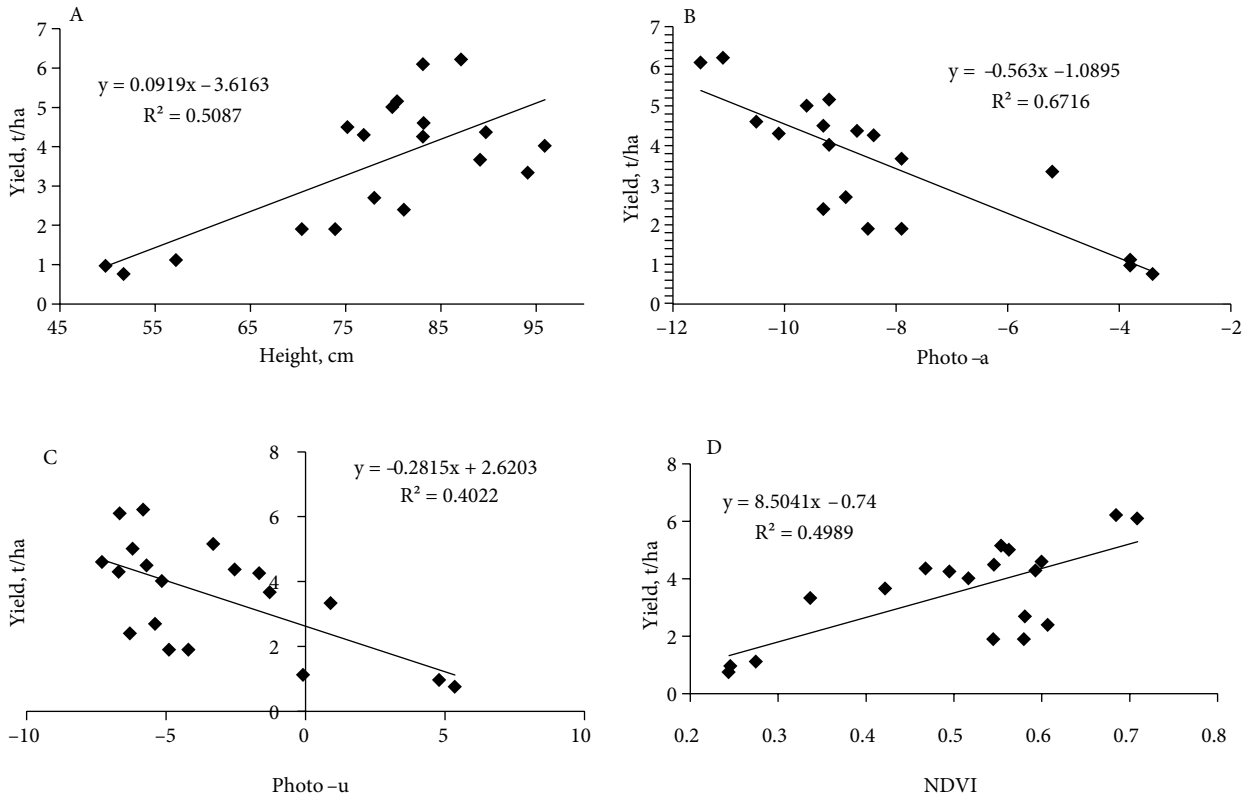 A
7
6
5
4
3
2
1
0
Yield, t/ha
y = 0.0919x – 3.6163
R² = 0.5087
45 55 65 75 85 95
Height, cm
B
7
6
5
4
3
2
1
0
Yield, t/ha
y = –0.563x – 1.0895
R² = 0.6716
–12 –10 –8 –6 –4 –2
Photo –a
C
8
6
4
2
0
Yield, t/ha
y = –0.2815x + 2.6203
R² = 0.4022
–10 –5 0 5 10
Photo –u
D
8
6
4
2
0
Yield, t/ha
y = 8.5041x – 0.74
R² = 0.4989
0.2 0.3 0.4 0.5 0.6 0.7 0.8
NDVI